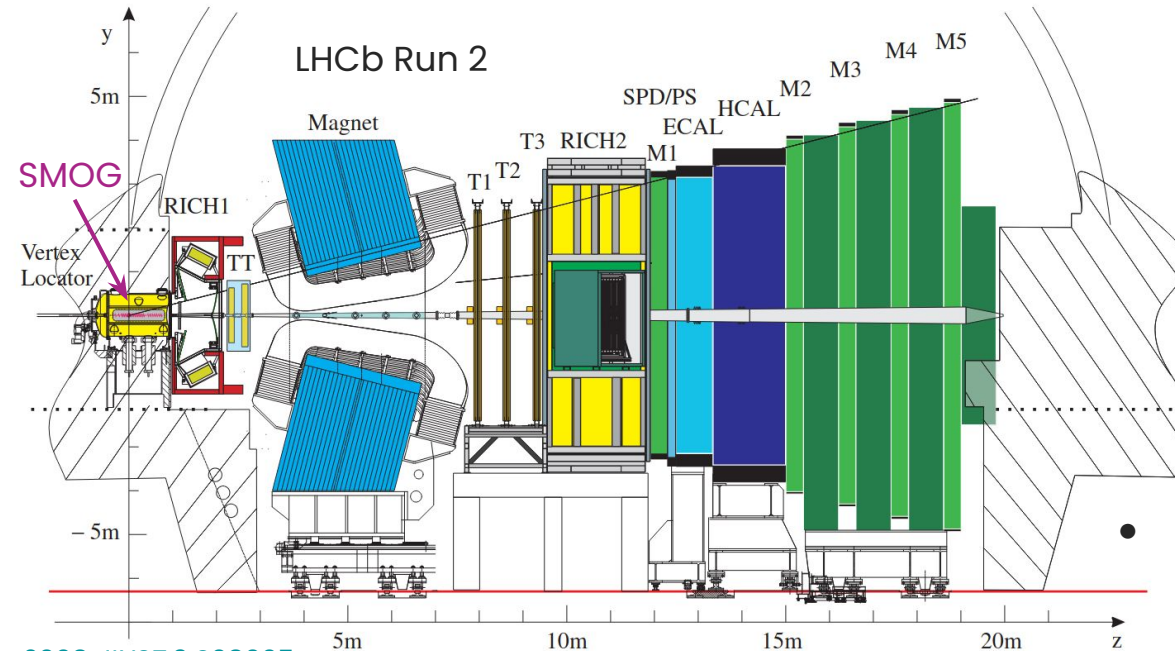 y
LHCb Run 2
5m
M5
M4
M3
M2
HCAL
SPD/PS
ECAL
Magnet
T3
RICH2
M1
T2
T1
SMOG
RICH1
Vertex
Locator
TT
– 5m
5m
10m
15m
20m
z